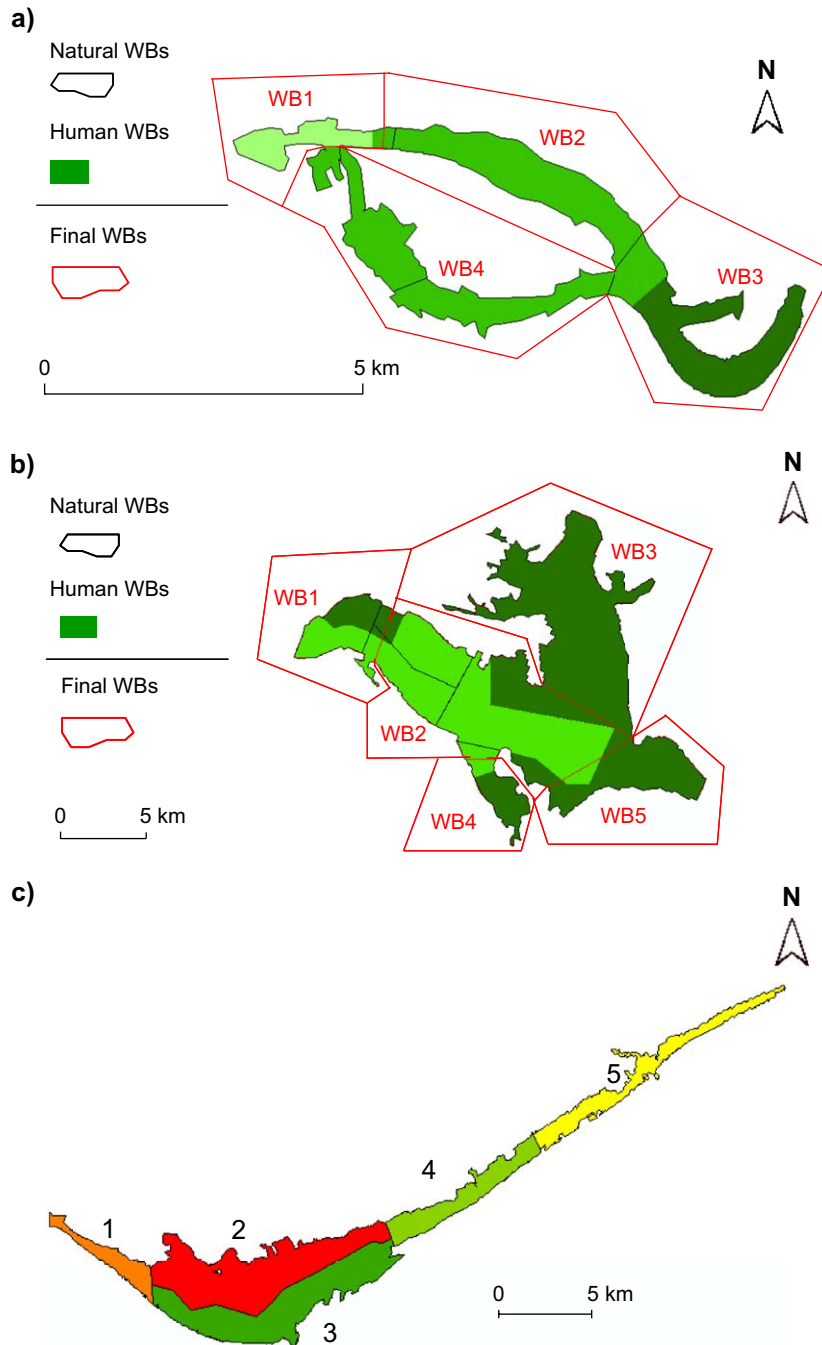 a)
Natural WBs
Human WBs
Final WBs
0 5 km
WB1
WB2
WB3
WB4
N
b)
Natural WBs
Human WBs
Final WBs
0 5 km
WB1
WB3
WB2
WB4
WB5
N
c)
N
5
4
1
2
3
0 5 km